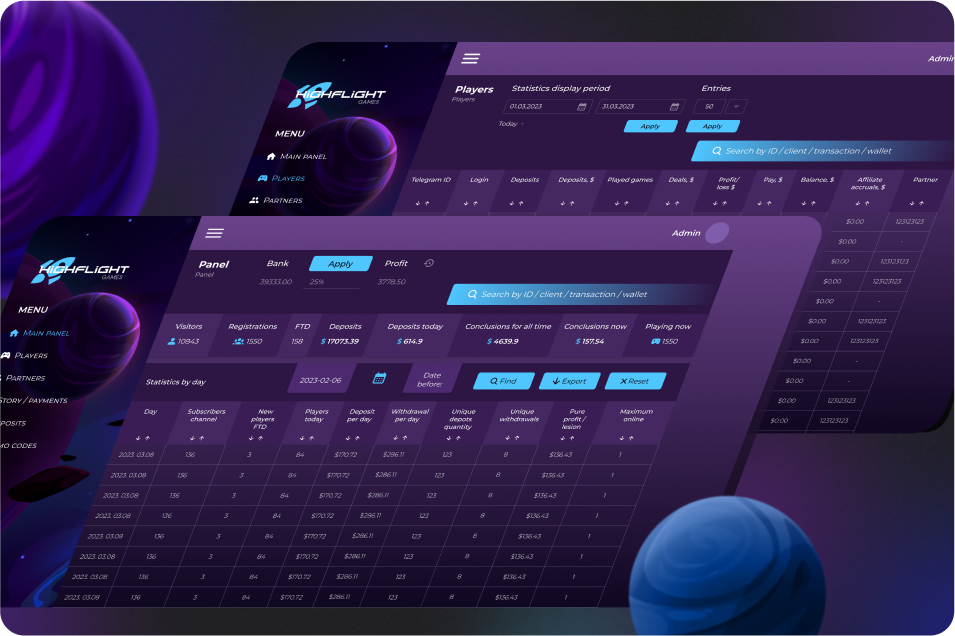 Admin
HIGHFLIGHT
GAMES
MENU
MAIN PANEL
PLAYERS
PARTNERS
Players
Players
Statistics display period
Entries
01.03.2023
31.03.2023
50
Today
Apply
Apply
Search by ID / client / transaction / wallet
Telegram ID
Login
Deposits
Deposits, $
Played games
Deals, $
Profit/
loss $
Pay, $
Balance, $
Affiliate
accruals, $
Partner
$0.00 123123123
$0.00 -
$0.00 123123123
$0.00 123123123
$0.00 -
$0.00 123123123
$0.00 123123123
$0.00 -
$0.00 -
$0.00 123123123
$0.00 123123123
HIGHFLIGHT
GAMES
MENU
MAIN PANEL
PLAYERS
PARTNERS
STORY / PAYMENTS
POSITS
MO CODES
Admin
Panel
Panel
Bank
Apply
Profit
39333.00
25%
3778.50
Search by ID / client / transaction / wallet
Visitors
Registrations
FTD
Deposits
Deposits today
Conclusions for all time
Conclusions now
Playing now
10843
1550
158
$ 17073.39
$ 614.9
$ 4639.9
$ 157.54
1550
Statistics by day
2023-02-06
Date
before:
Find
Export
Reset
Day
Subscribers
channel
New
players
FTD
Players
today
Deposit
per day
Withdrawal
per day
Unique
depots
quantity
Unique
withdrawals
Pure
profit /
lesion
Maximum
online
2023. 03.08 136 3 84 $170.72 $286.11 123 8 $136.43 1
2023. 03.08 136 3 84 $170.72 $286.11 123 8 $136.43 1
2023. 03.08 136 3 84 $170.72 $286.11 123 8 $136.43 1
2023. 03.08 136 3 84 $170.72 $286.11 123 8 $136.43 1
2023. 03.08 136 3 84 $170.72 $286.11 123 8 $136.43 1
2023. 03.08 136 3 84 $170.72 $286.11 123 8 $136.43 1
2023. 03.08 136 3 84 $170.72 $286.11 123 8 $136.43 1
2023. 03.08 136 3 84 $170.72 $286.11 123 8 $136.43 1